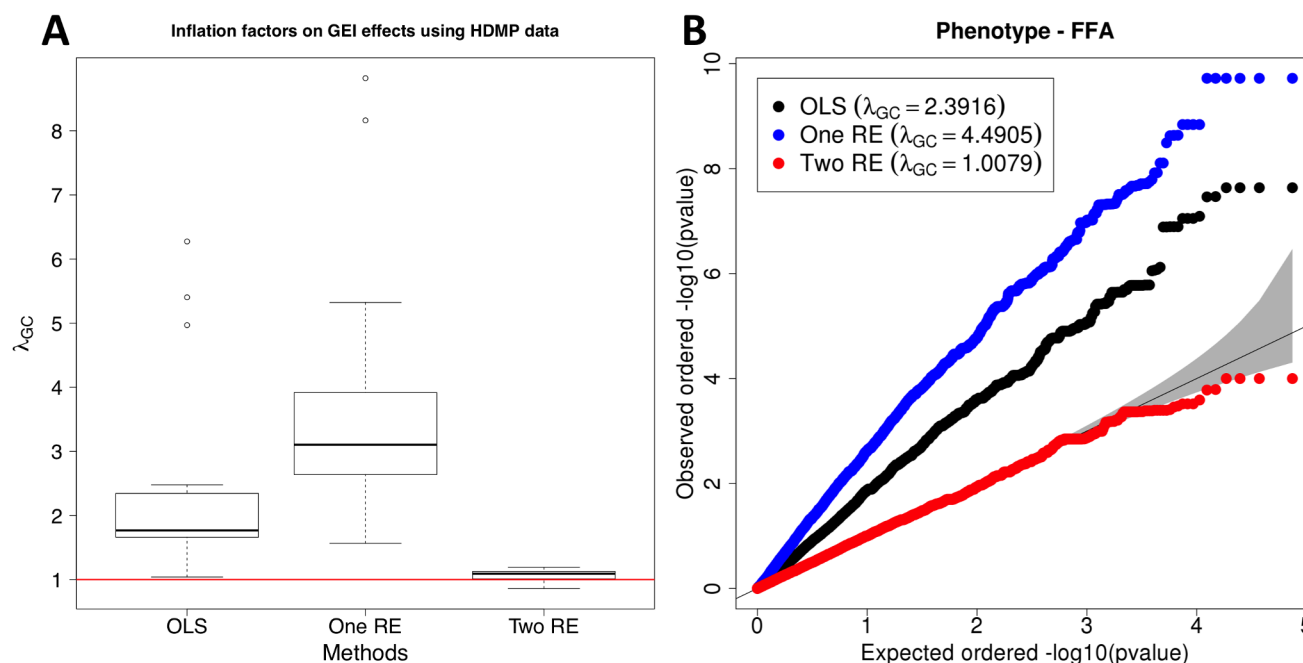 A
Inflation factors on GEI effects using HDMP data
λGC
8
7
6
5
4
3
2
1
OLS One RE Two RE
Methods
B
Phenotype - FFA
Observed ordered -log10(pvalue)
10
8
6
4
2
0
OLS (λGC = 2.3916)
One RE (λGC = 4.4905)
Two RE (λGC = 1.0079)
0 1 2 3 4 5
Expected ordered -log10(pvalue)